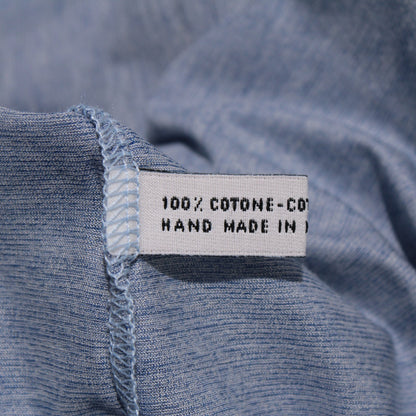 100% COTONE-CO
HAND MADE IN